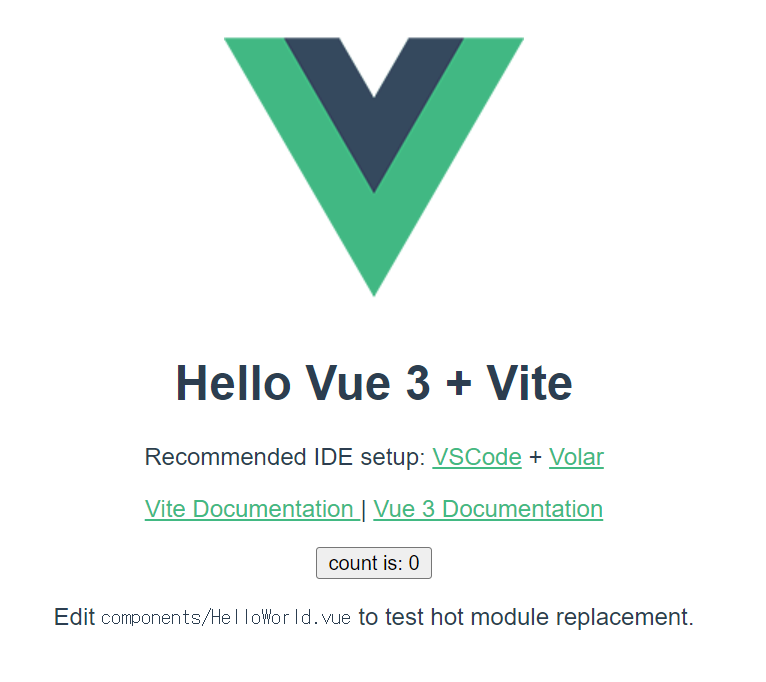 Hello Vue 3 + Vite
Recommended IDE setup: VSCode + Volar
Vite Documentation | Vue 3 Documentation
count is: 0
Edit components/HelloWorld.vue to test hot module replacement.